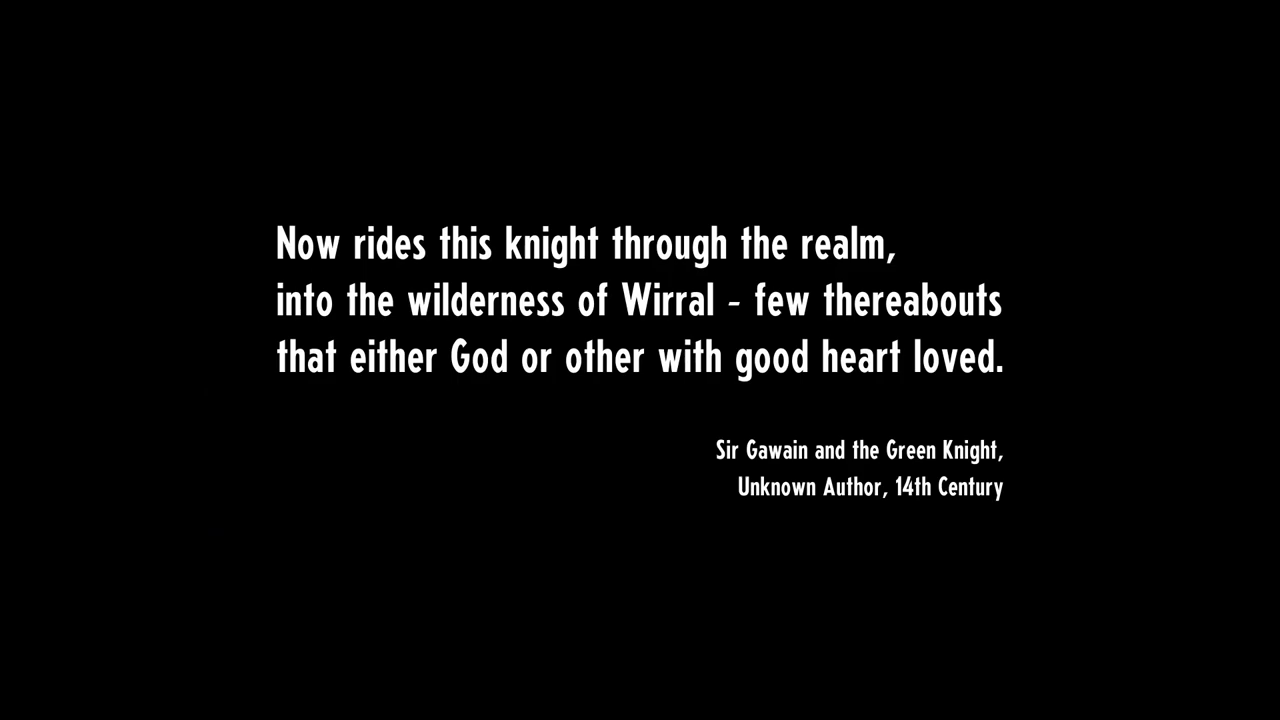 Now rides this knight through the realm,
into the wilderness of Wirral - few thereabouts
that either God or other with good heart loved.
Sir Gawain and the Green Knight,
Unknown Author, 14th Century